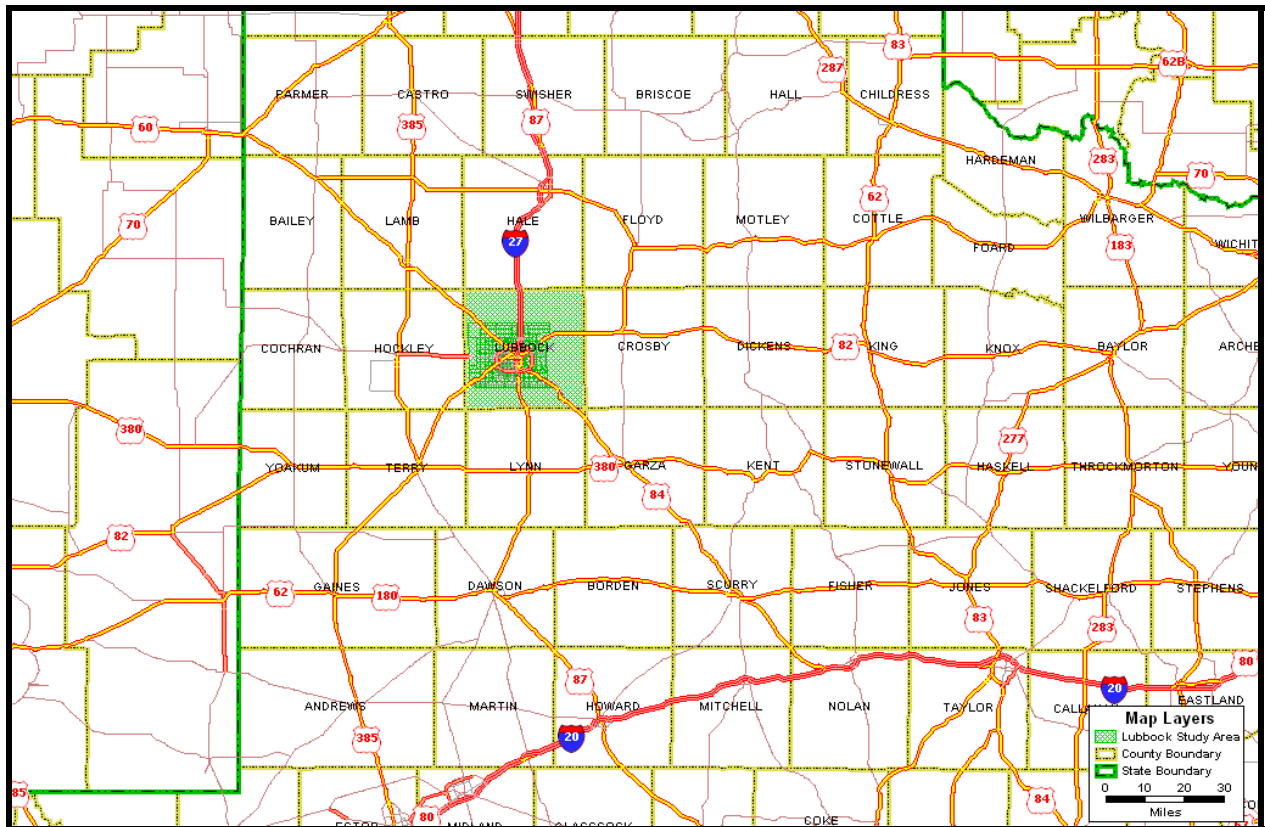 83
287
62B
PARMER CASTRO SWISHER BRISCOE HALL CHILDRESS
60 385 87
283
HARDEMAN
70
62
70
BAILEY LAMB HALE FLOYD MOTLEY COTTLE WILBARGER
27
183
FOARD WICHIT
COCHRAN HOCKLEY LUBBOCK CROSBY DICKENS 82 KING KNOX BAYLOR ARCHE
380
277
YOAKUM TERRY LYNN 380 GARZA KENT STONEWALL HASKELL THROCKMORTON YOUN
84
82
GAINES DAWSON BORDEN SCURRY FISHER JONES SHACKELFORD STEPHENS
62 180
83 283
80
87
20
ANDREWS MARTIN HOWARD MITCHELL NOLAN TAYLOR EASTLAND
385 20
Map Layers
Lubbock Study Area
County Boundary
State Boundary
0 10 20 30
Miles
85
84
80
COKE